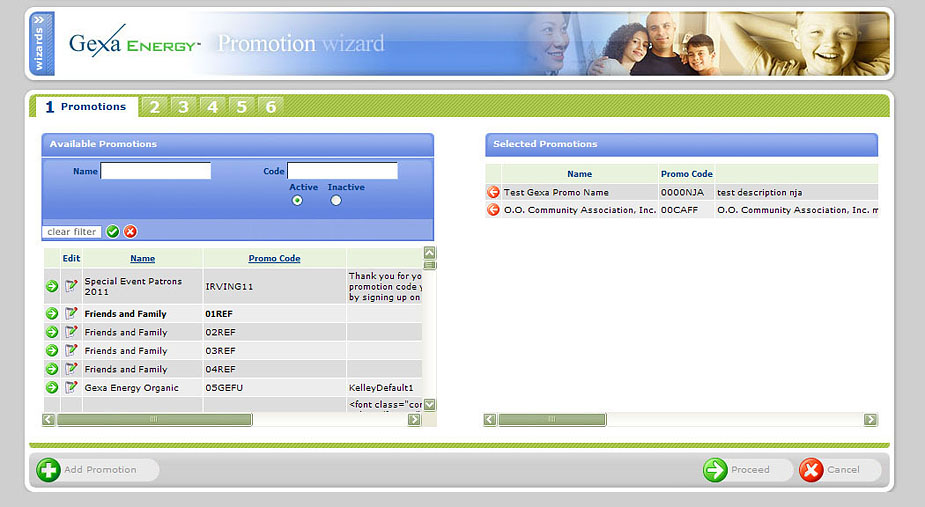 wizards
Gexa ENERGY
Promotion wizard
1 Promotions 2 3 4 5 6
Available Promotions
Name
Code
Active Inactive
clear filter
Edit Name Promo Code
Special Event Patrons
2011
IRVING11
Thank you for yo
promotion code
by signing up on
Friends and Family 01REF
Friends and Family 02REF
Friends and Family 03REF
Friends and Family 04REF
Gexa Energy Organic 05GEFU KelleyDefault1
<font class="cor
Selected Promotions
Name Promo Code
Test Gexa Promo Name 0000NJA test description nja
O.O. Community Association, Inc. 00CAFF O.O. Community Association, Inc. m
Add Promotion
Proceed
Cancel